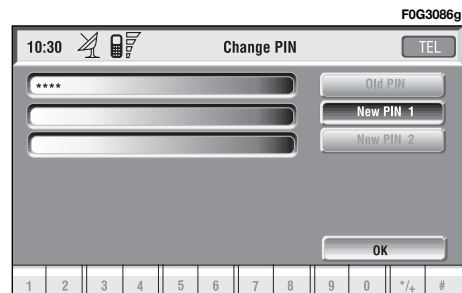 F0G3086g
10:30 Change PIN TEL
**** Old PIN
New PIN 1
New PIN 2
OK
1 2 3 4 5 6 7 8 9 0 */+ #